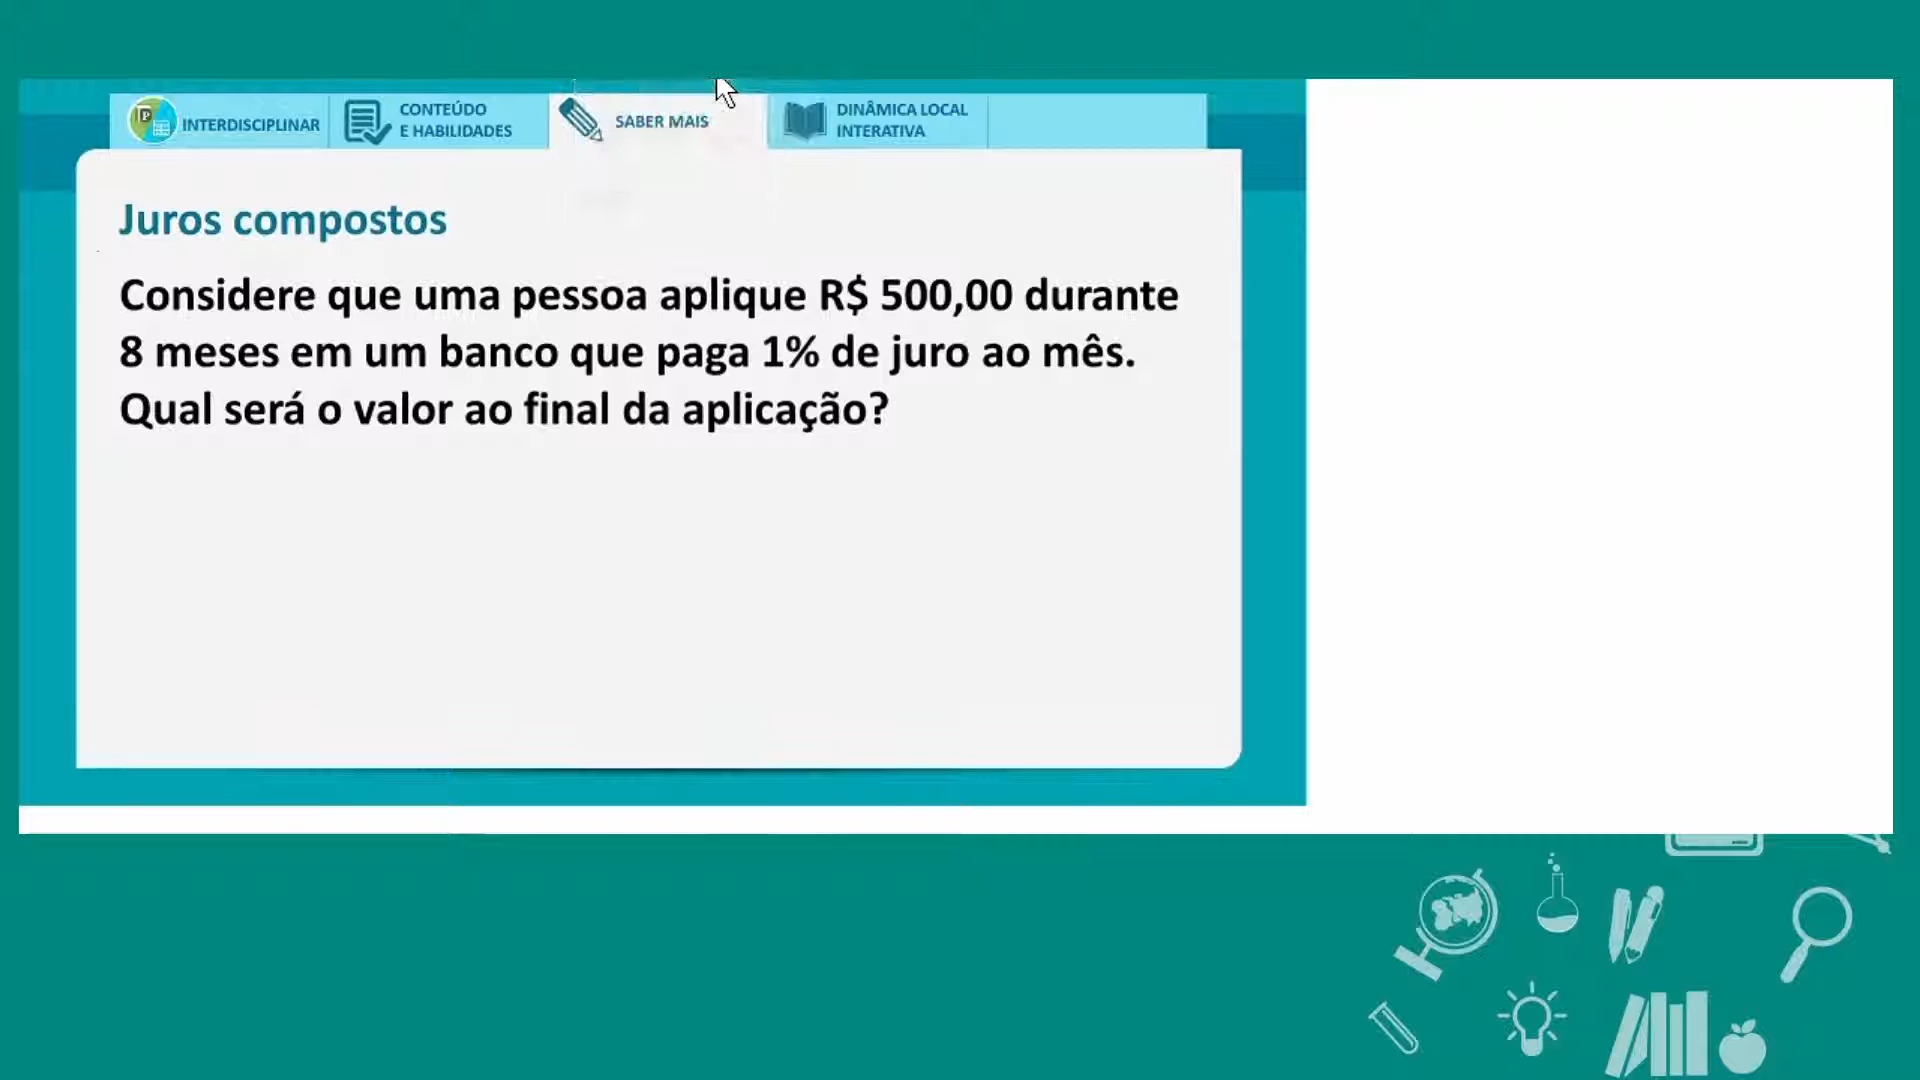 INTERDISCIPLINAR
CONTEÚDO
E HABILIDADES
SABER MAIS
DINÂMICA LOCAL
INTERATIVA
Juros compostos
Considere que uma pessoa aplique R$ 500,00 durante
8 meses em um banco que paga 1% de juro ao mês.
Qual será o valor ao final da aplicação?